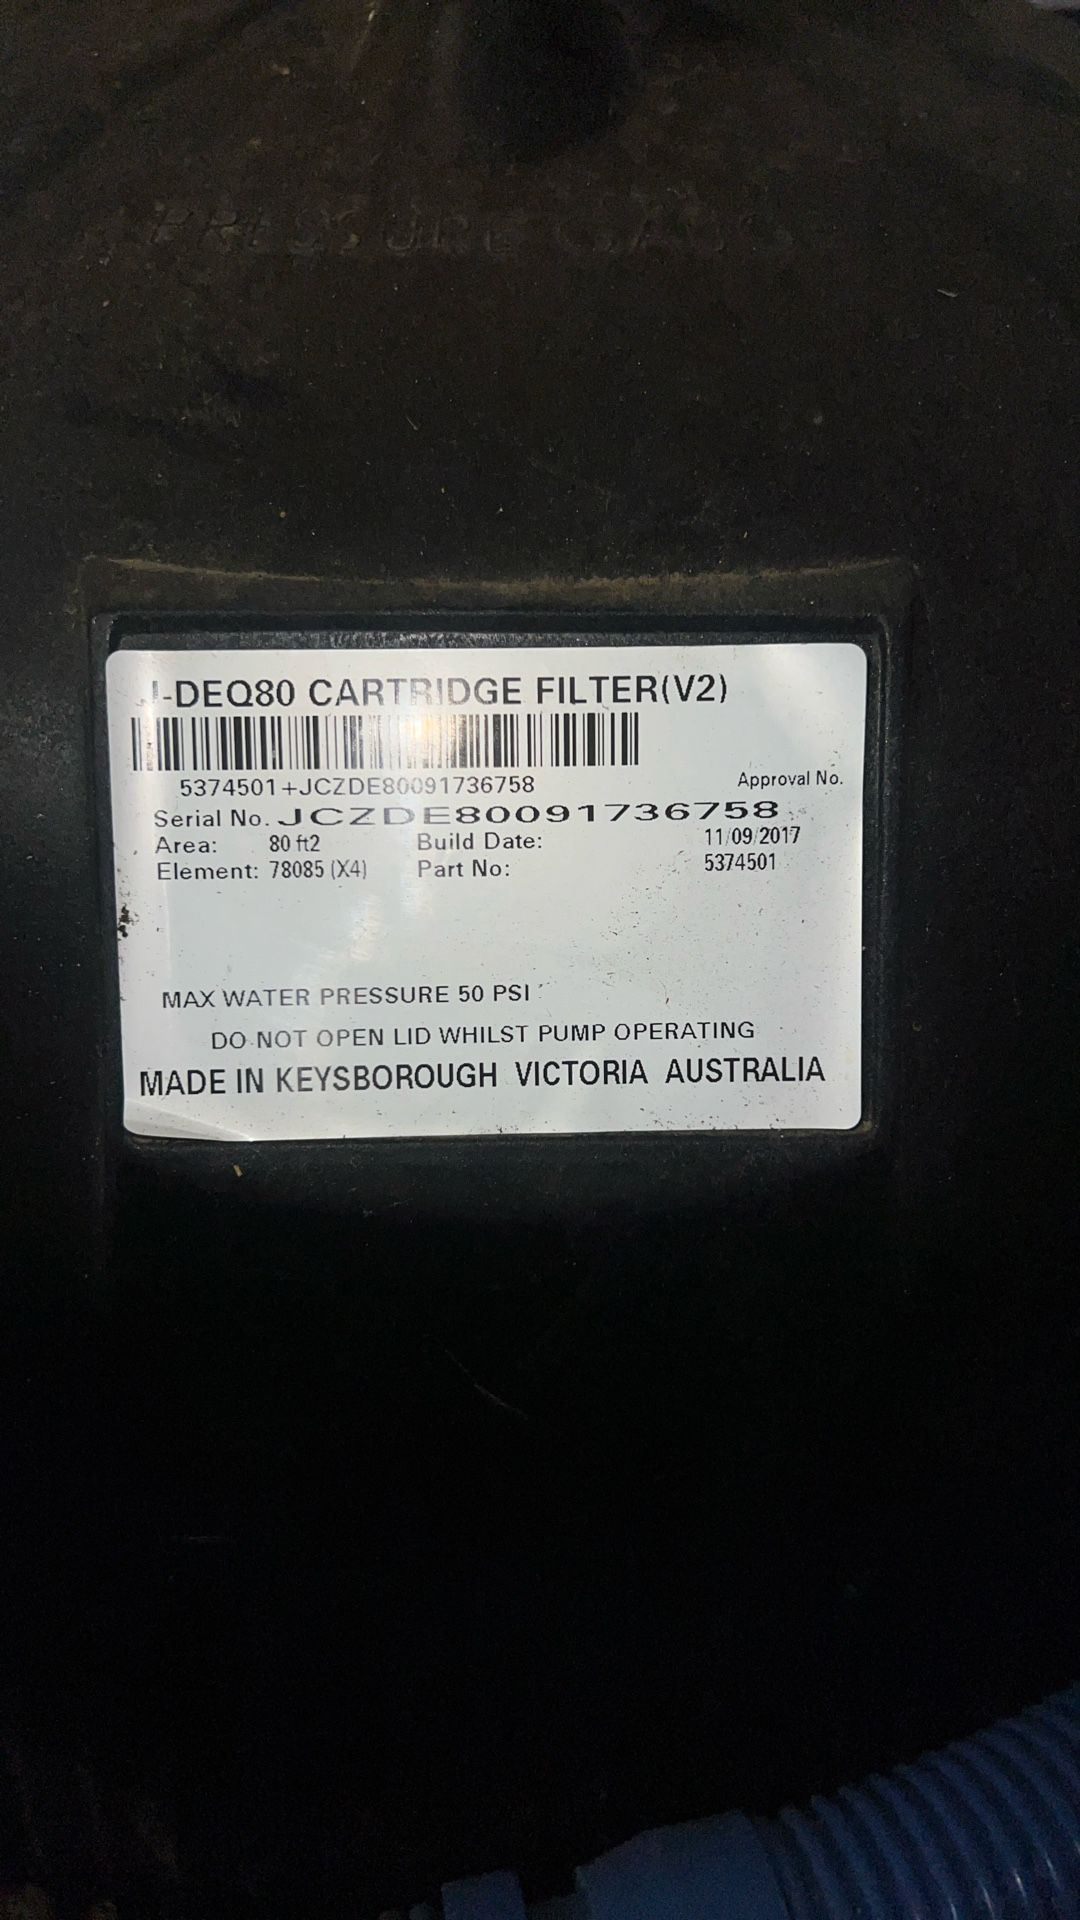 PRESSURE GAUG
J-DEQ80 CARTRIDGE FILTER(V2)
5374501+JCZDE80091736758
Approval No.
Serial No. JCZDE80091736758
Area: 80 ft2 Build Date: 11/09/2017
Element: 78085 (X4) Part No: 5374501
MAX WATER PRESSURE 50 PSI
DO NOT OPEN LID WHILST PUMP OPERATING
MADE IN KEYSBOROUGH VICTORIA AUSTRALIA